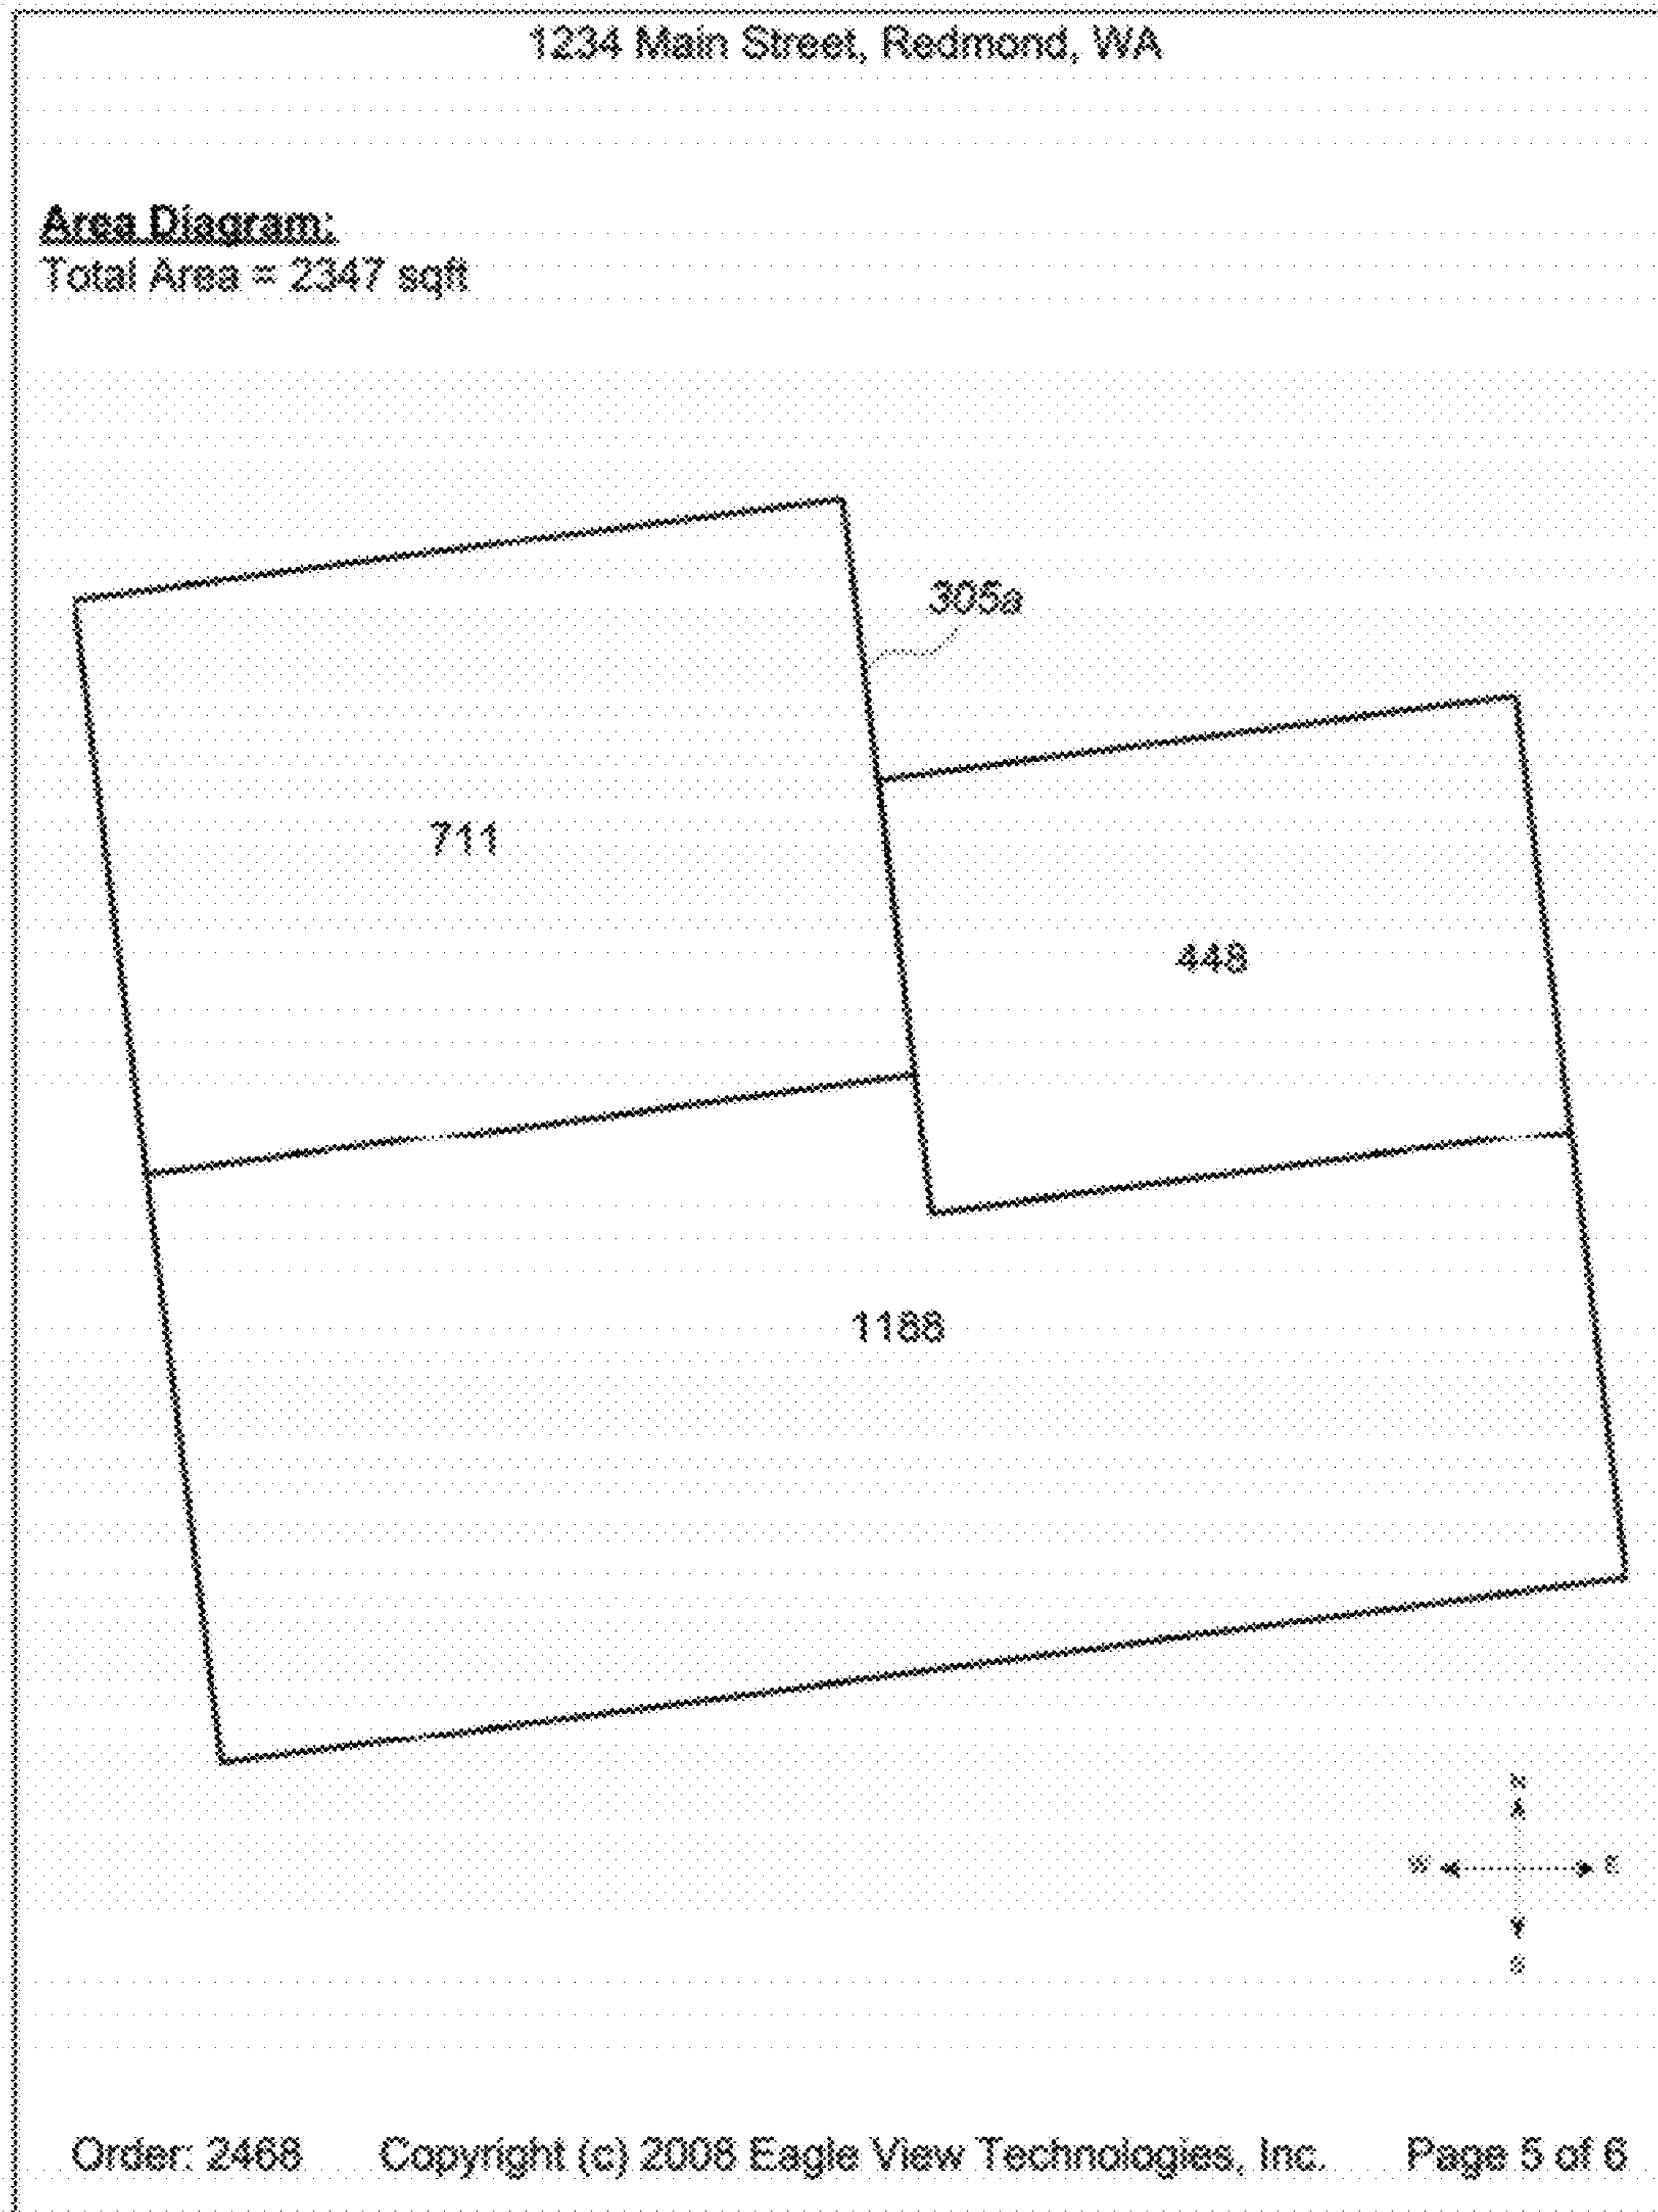 1234 Main Street, Redmond, WA
Area Diagram:
Total Area = 2347 sqft
305a
711
448
1188
N
W E
S
Order: 2468 Copyright (c) 2008 Eagle View Technologies, Inc. Page 5 of 6